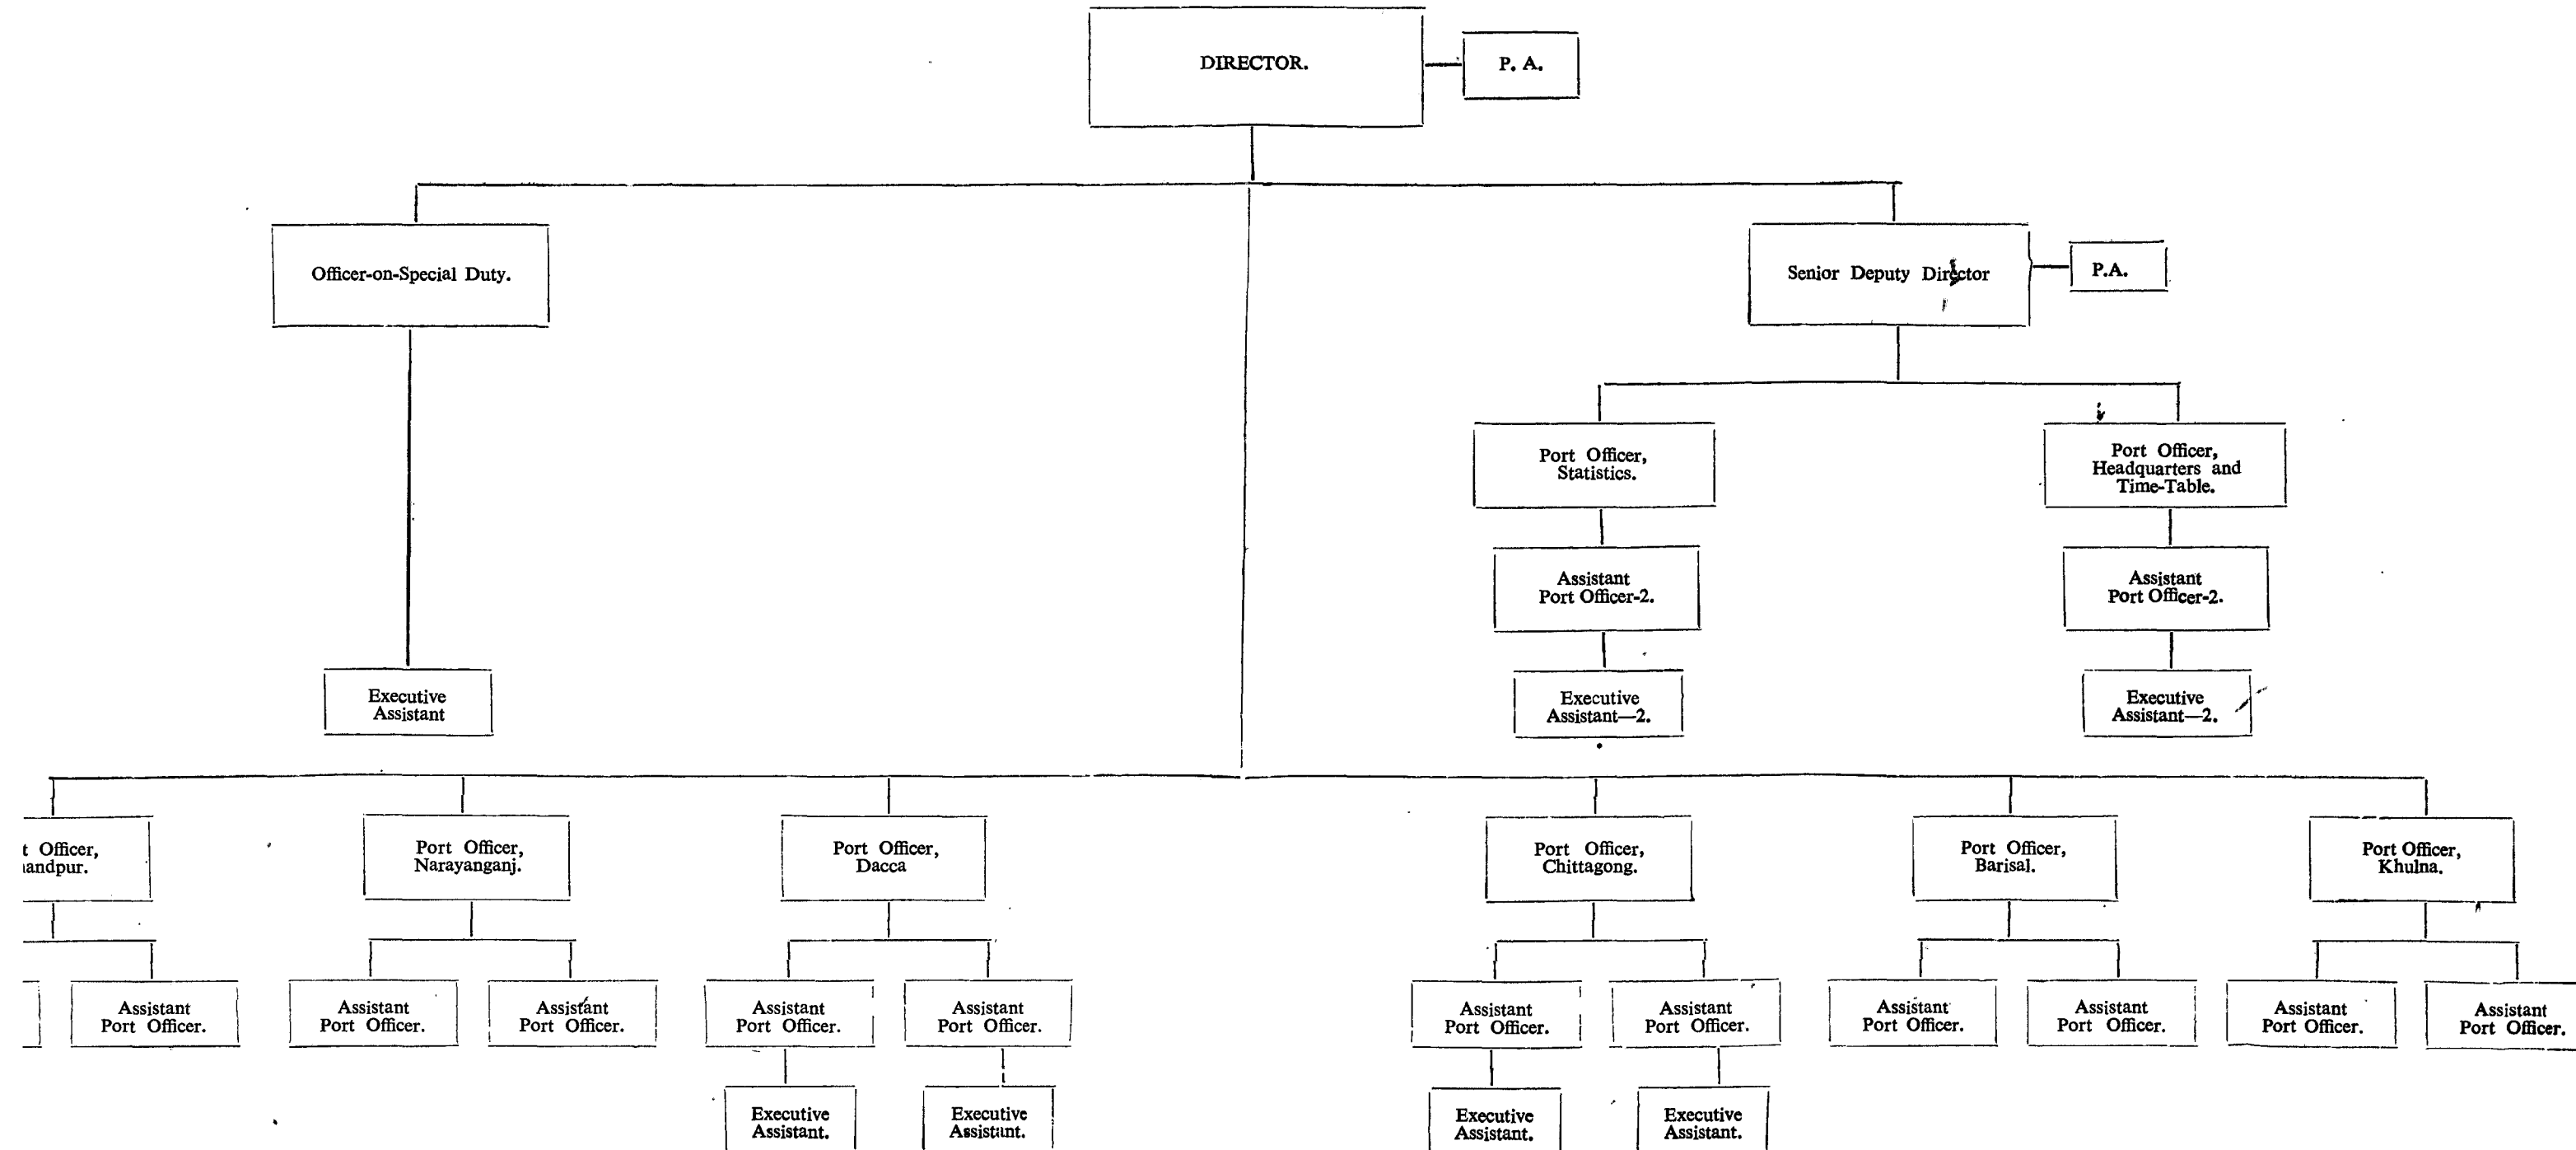 DIRECTOR.
P. A.
Officer-on-Special Duty.
Senior Deputy Director
P.A.
Port Officer,
Statistics.
Port Officer,
Headquarters and
Time-Table.
Assistant
Port Officer-2.
Assistant
Port Officer-2.
Executive
Assistant
Executive
Assistant—2.
Executive
Assistant—2.
Officer,
Port Officer,
Narayanganj.
Port Officer,
Dacca
Port Officer,
Chittagong.
Port Officer,
Barisal.
Port Officer,
Khulna.
Assistant
Port Officer.
Assistant
Port Officer.
Assistant
Port Officer.
Assistant
Port Officer.
Assistant
Port Officer.
Assistant
Port Officer.
Assistant
Port Officer.
Assistant
Port Officer.
Assistant
Port Officer.
Assistant
Port Officer.
Assistant
Port Officer.
Executive
Assistant.
Executive
Assistant.
Executive
Assistant.
Executive
Assistant.